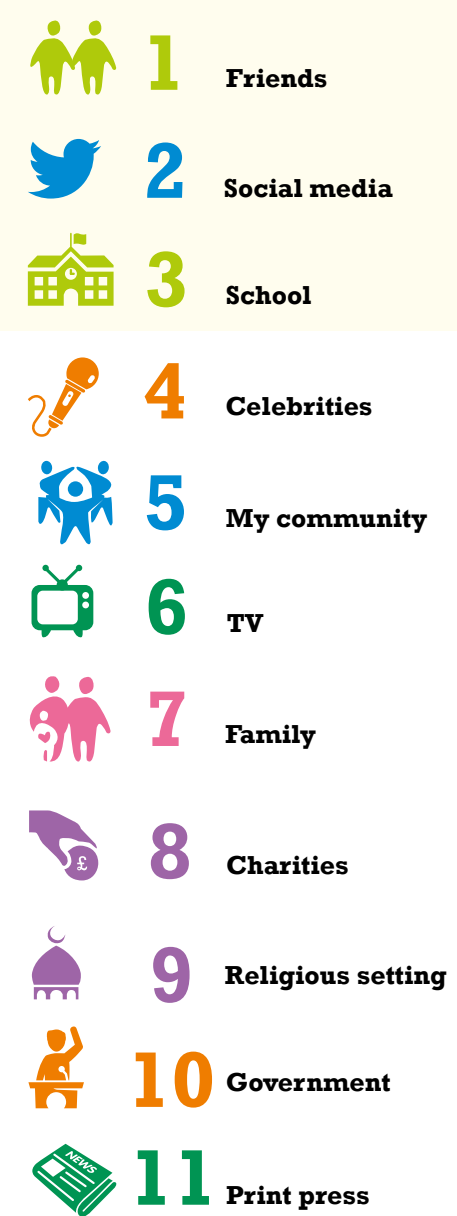 1 Friends
2 Social media
3 School
4 Celebrities
5 My community
6 TV
7 Family
£
8 Charities
9 Religious setting
10 Government
NEWS
11 Print press